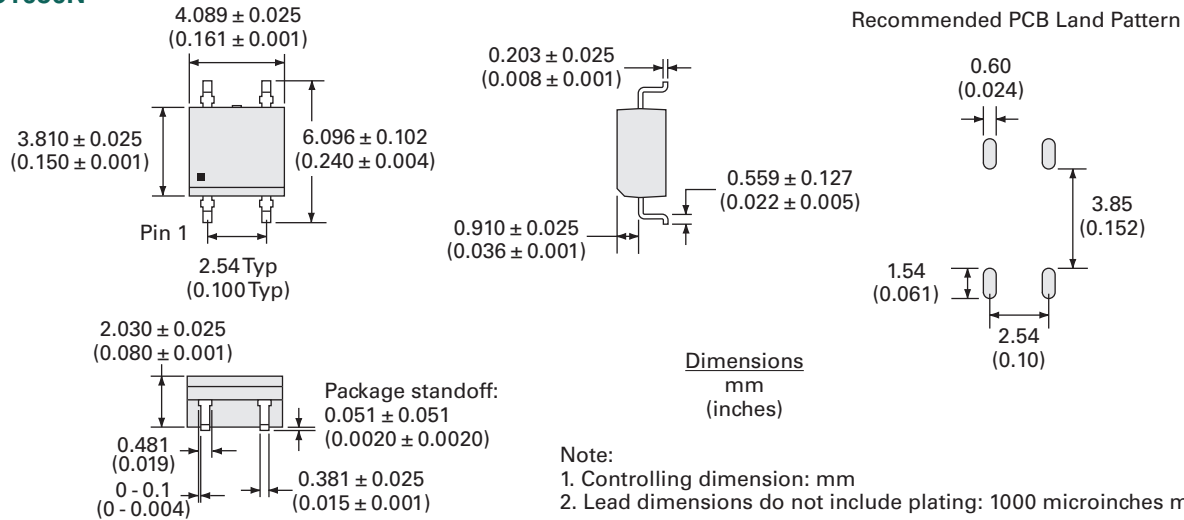 4.089 ± 0.025
(0.161 ± 0.001)
3.810 ± 0.025
(0.150 ± 0.001)
6.096 ± 0.102
(0.240 ± 0.004)
Pin 1
2.54 Typ
(0.100 Typ)
0.203 ± 0.025
(0.008 ± 0.001)
0.559 ± 0.127
(0.022 ± 0.005)
0.910 ± 0.025
(0.036 ± 0.001)
Recommended PCB Land Pattern
0.60
(0.024)
3.85
(0.152)
1.54
(0.061)
2.54
(0.10)
2.030 ± 0.025
(0.080 ± 0.001)
Package standoff:
0.051 ± 0.051
(0.0020 ± 0.0020)
0.481
(0.019)
0 - 0.1
(0 - 0.004)
0.381 ± 0.025
(0.015 ± 0.001)
Dimensions
mm
(inches)
Note:
1. Controlling dimension: mm
2. Lead dimensions do not include plating: 1000 microinches